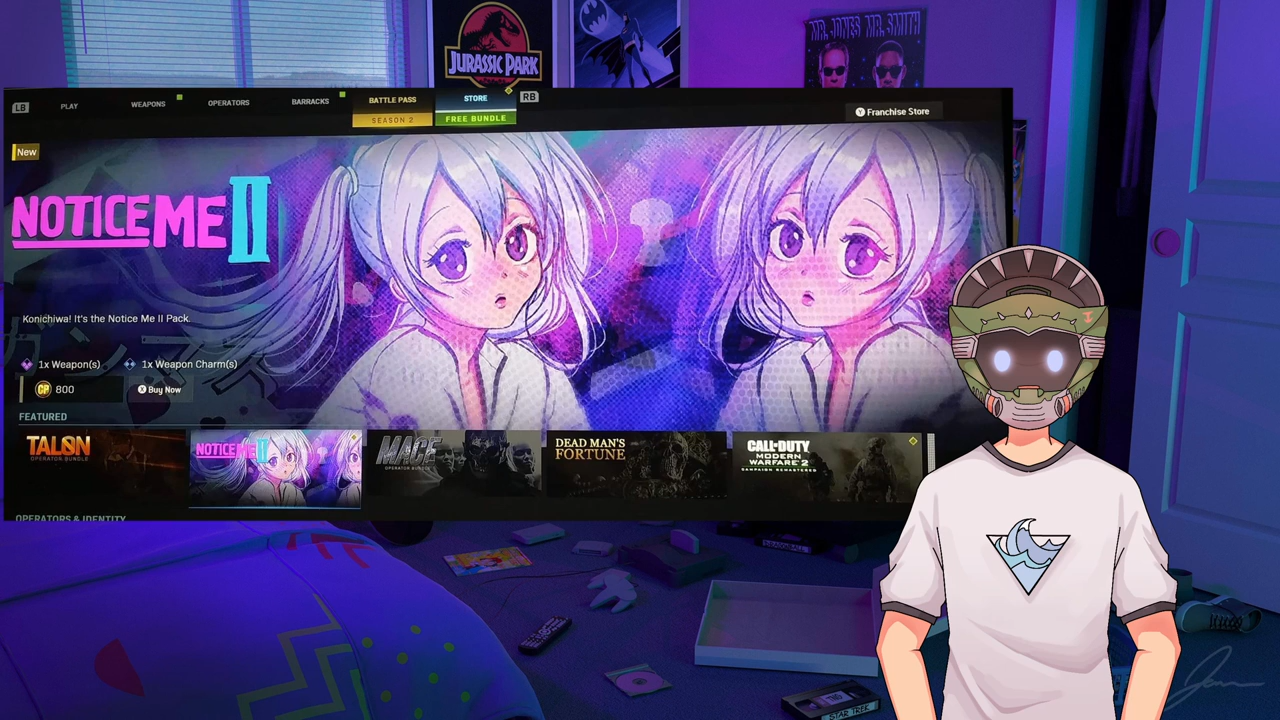 JURASSIC PARK
MR. JONES MR. SMITH
LB PLAY WEAPONS OPERATORS BARRACKS BATTLE PASS STORE RB
SEASON 2 FREE BUNDLE
Y Franchise Store
New
NOTICE ME II
Konichiwa! It's the Notice Me II Pack.
1x Weapon(s) 1x Weapon Charm(s)
CP 800 X Buy Now
FEATURED
TALON
OPERATOR BUNDLE
NOTICE ME II
MACE
OPERATOR BUNDLE
DEAD MAN'S
FORTUNE
CALL OF DUTY
MODERN
WARFARE 2
CAMPAIGN REMASTERED
OPERATORS & IDENTITY
STAR TREK